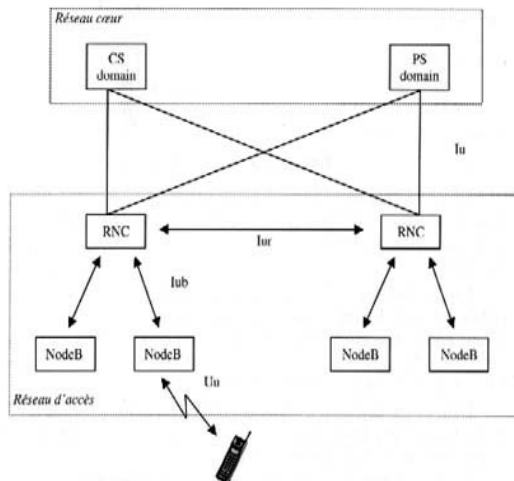 Réseau cœur
CS
domain
PS
domain
Iu
RNC
RNC
Iur
Iub
NodeB
NodeB
NodeB
NodeB
Uu
Réseau d'accès